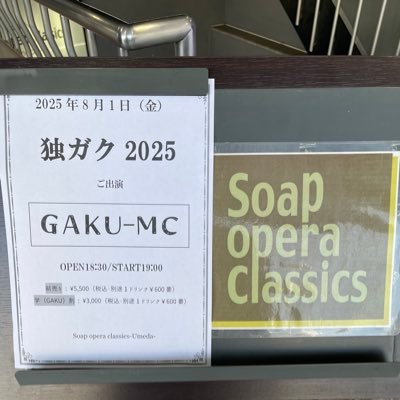 2025年8月1日（金）
独ガク 2025
ご出演
GAKU-MC
OPEN18:30/START19:00
前売り：¥5,500（税込・別途１ドリンク¥600要）
学（GAKU）割：¥3,000（税込・別途１ドリンク¥600要）
Soap opera classics-Umeda-
Soap
opera
Classics